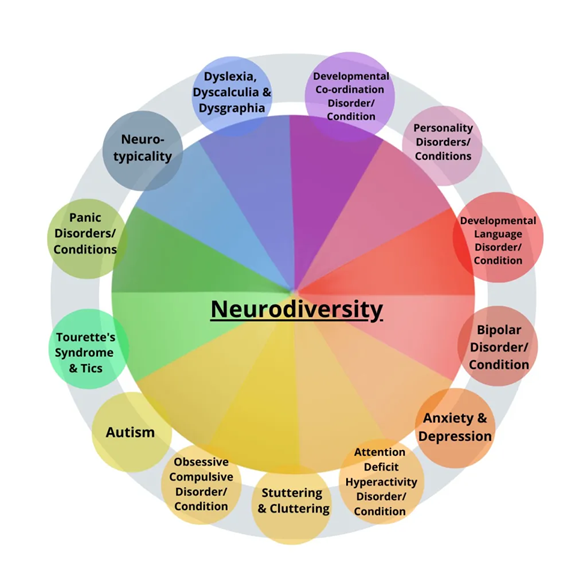 Dyslexia,
Dyscalculia &
Dysgraphia
Developmental
Co-ordination
Disorder/
Condition
Personality
Disorders/
Conditions
Developmental
Language
Disorder/
Condition
Bipolar
Disorder/
Condition
Anxiety &
Depression
Attention
Deficit
Hyperactivity
Disorder/
Condition
Stuttering
& Cluttering
Obsessive
Compulsive
Disorder/
Condition
Autism
Tourette's
Syndrome
& Tics
Panic
Disorders/
Conditions
Neuro-
typicality
Neurodiversity